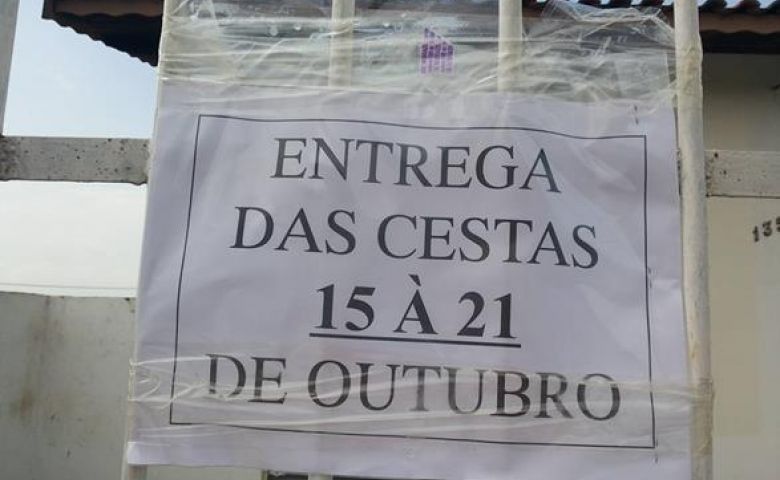 ENTREGA
DAS CESTAS
15 À 21
DE OUTUBRO